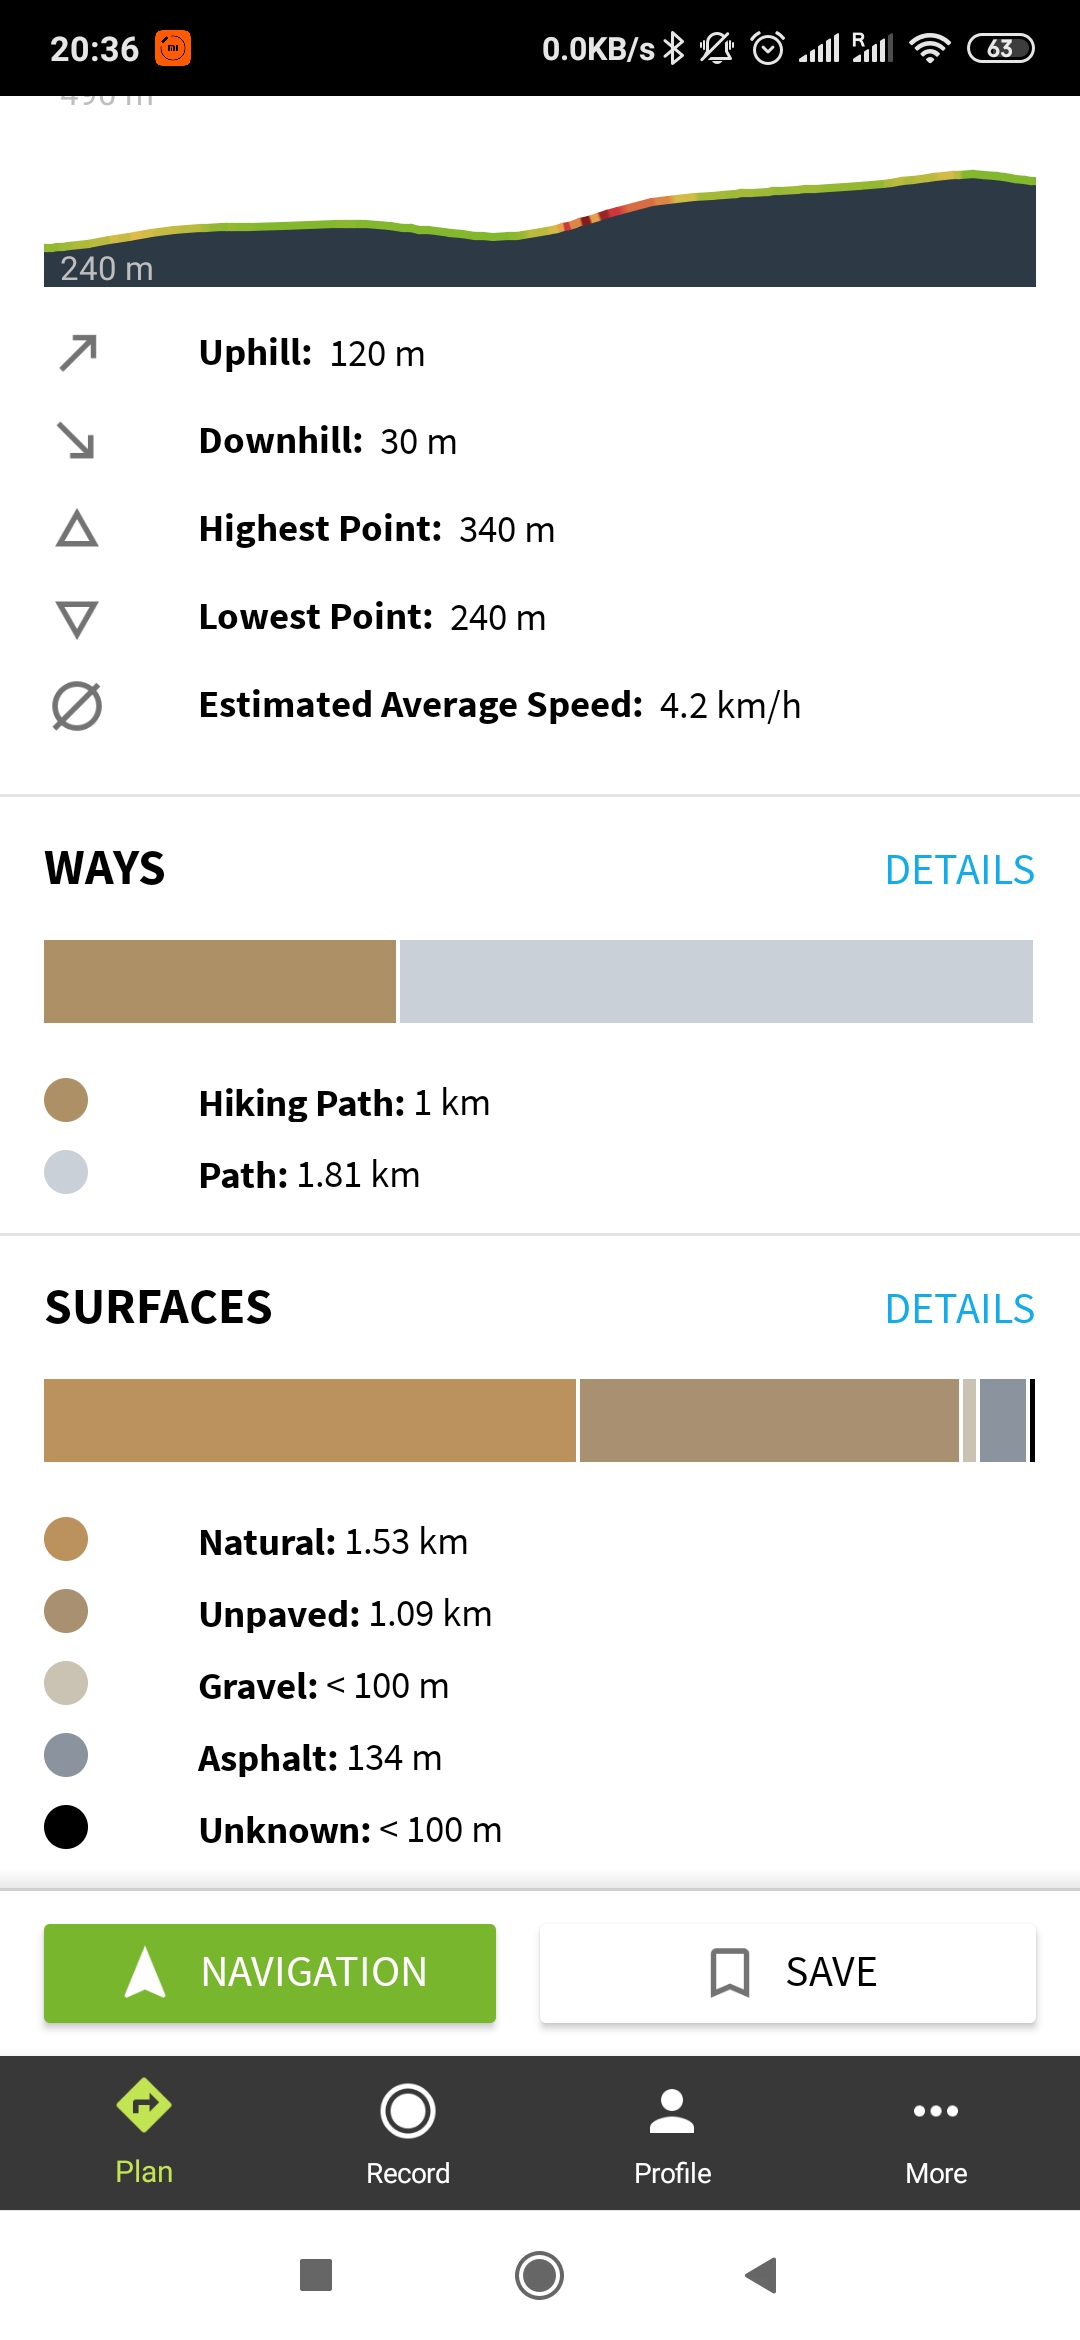 20:36
0.0KB/s
R
63
240 m
Uphill: 120 m
Downhill: 30 m
Highest Point: 340 m
Lowest Point: 240 m
Estimated Average Speed: 4.2 km/h
WAYS
DETAILS
Hiking Path: 1 km
Path: 1.81 km
SURFACES
DETAILS
Natural: 1.53 km
Unpaved: 1.09 km
Gravel: < 100 m
Asphalt: 134 m
Unknown: < 100 m
NAVIGATION
SAVE
Plan
Record
Profile
More